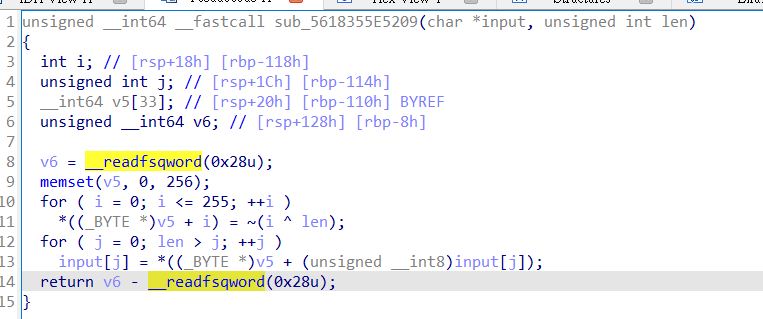 unsigned __int64 __fastcall sub_5618355E5209(char *input, unsigned int len)
1
2 {
3 int i; // [rsp+18h] [rbp-118h]
4 unsigned int j; // [rsp+1Ch] [rbp-114h]
5 __int64 v5[33]; // [rsp+20h] [rbp-110h] BYREF
6 unsigned __int64 v6; // [rsp+128h] [rbp-8h]
7
8 v6 = __readfsqword(0x28u);
9 memset(v5, 0, 256);
10 for ( i = 0; i <= 255; ++i )
11 *((_BYTE *)v5 + i) = ~(i ^ len);
12 for ( j = 0; len > j; ++j )
13 input[j] = *((_BYTE *)v5 + (unsigned __int8)input[j]);
14 return v6 - __readfsqword(0x28u);
15 }